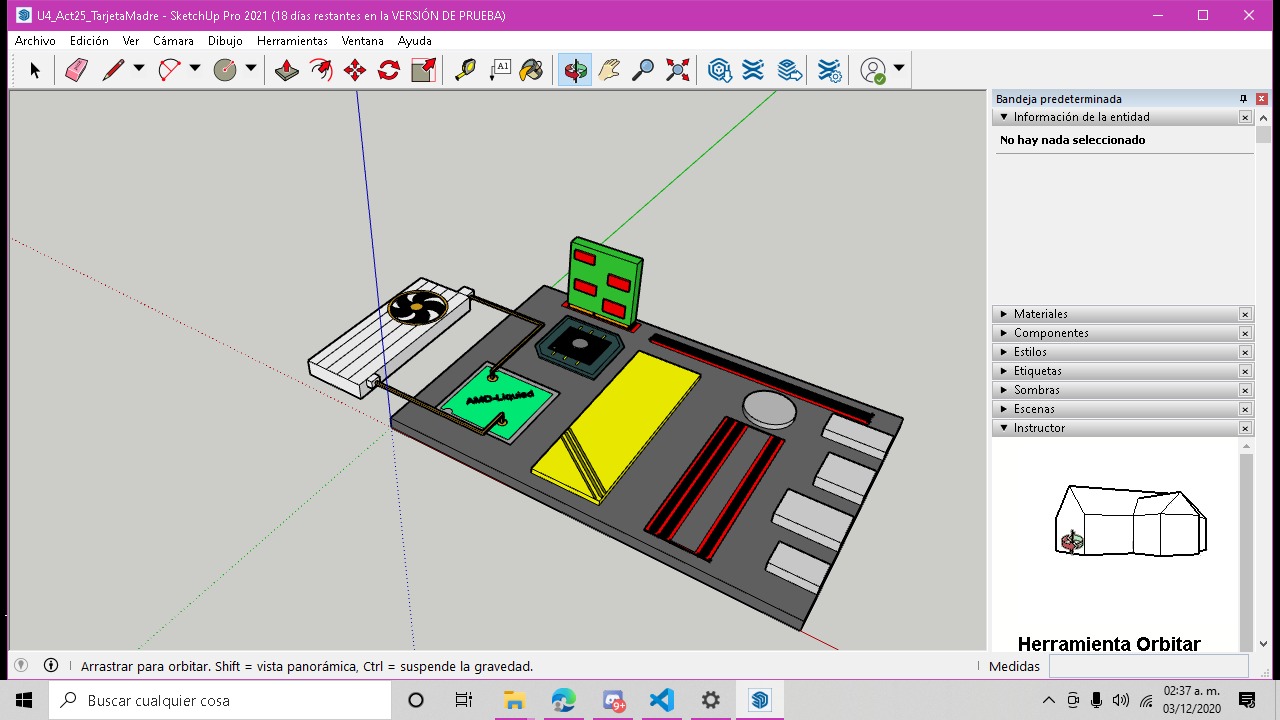 U4_Act25_TarjetaMadre - SketchUp Pro 2021 (18 días restantes en la VERSIÓN DE PRUEBA)
Archivo Edición Ver Cámara Dibujo Herramientas Ventana Ayuda
A1
Bandeja predeterminada
Información de la entidad
No hay nada seleccionado
AMD-Liquied
Materiales
Componentes
Estilos
Etiquetas
Sombras
Escenas
Instructor
Herramienta Orbitar
Arrastrar para orbitar. Shift = vista panorámica, Ctrl = suspende la gravedad.
Medidas
Buscar cualquier cosa
9+
02:37 a. m.
03/12/2020